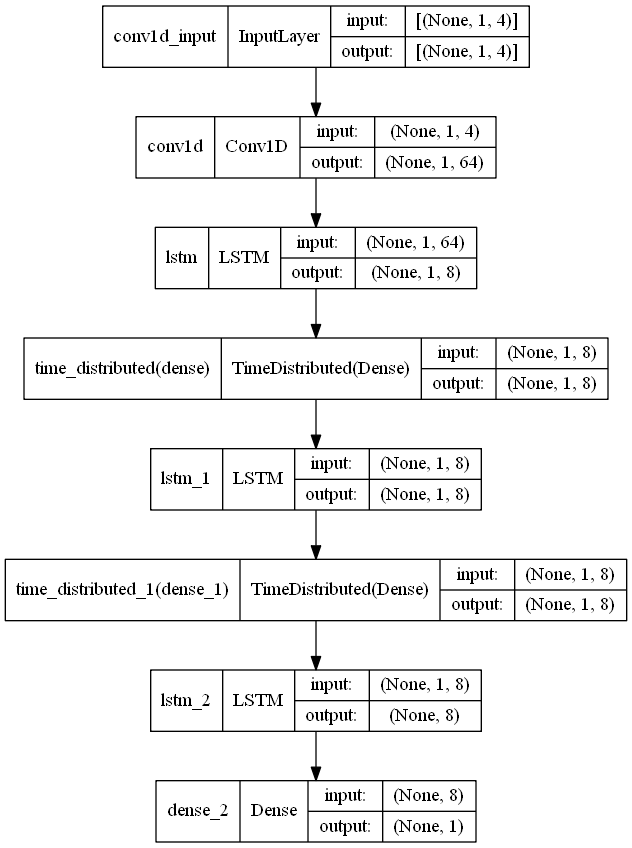 conv1d_input InputLayer input: [(None, 1, 4)]
output: [(None, 1, 4)]
conv1d Conv1D input: (None, 1, 4)
output: (None, 1, 64)
lstm LSTM input: (None, 1, 64)
output: (None, 1, 8)
time_distributed(dense) TimeDistributed(Dense) input: (None, 1, 8)
output: (None, 1, 8)
lstm_1 LSTM input: (None, 1, 8)
output: (None, 1, 8)
time_distributed_1(dense_1) TimeDistributed(Dense) input: (None, 1, 8)
output: (None, 1, 8)
lstm_2 LSTM input: (None, 1, 8)
output: (None, 8)
dense_2 Dense input: (None, 8)
output: (None, 1)